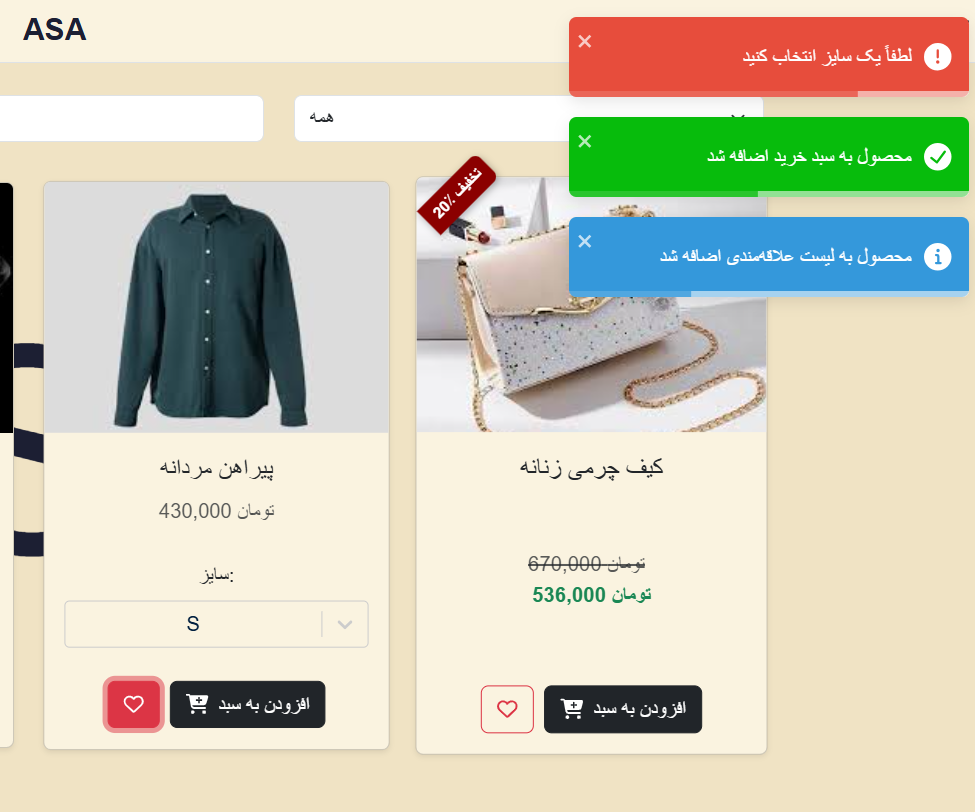 ASA
لطفاً یک سایز انتخاب کنید
همه
محصول به سبد خرید اضافه شد
محصول به لیست علاقه‌مندی اضافه شد
تخفیف 20٪
کیف چرمی زنانه
670,000 تومان
536,000 تومان
افزودن به سبد
پیراهن مردانه
430,000 تومان
سایز:
S
افزودن به سبد